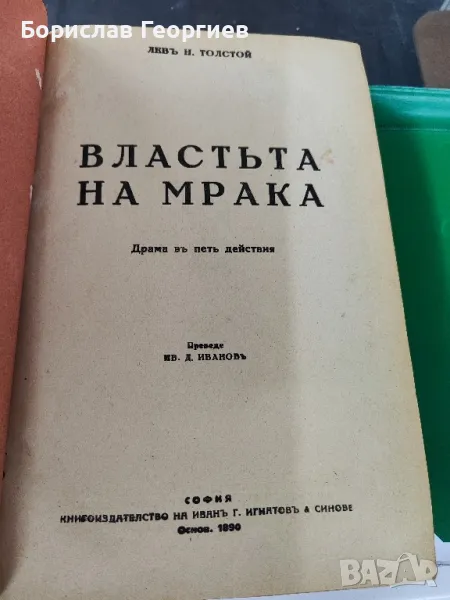 Борислав Георгиев
ЛЕВЪ Н. ТОЛСТОЙ
ВЛАСТЬТА
НА МРАКА
Драма въ петь действия
Преведе
ИВ. Д. ИВАНОВЪ
СОФИЯ
КНИГОИЗДАТЕЛСТВО НА ИВАНЪ Г. ИГНАТОВЪ & СИНОВЕ
Основ. 1890
BAZAR